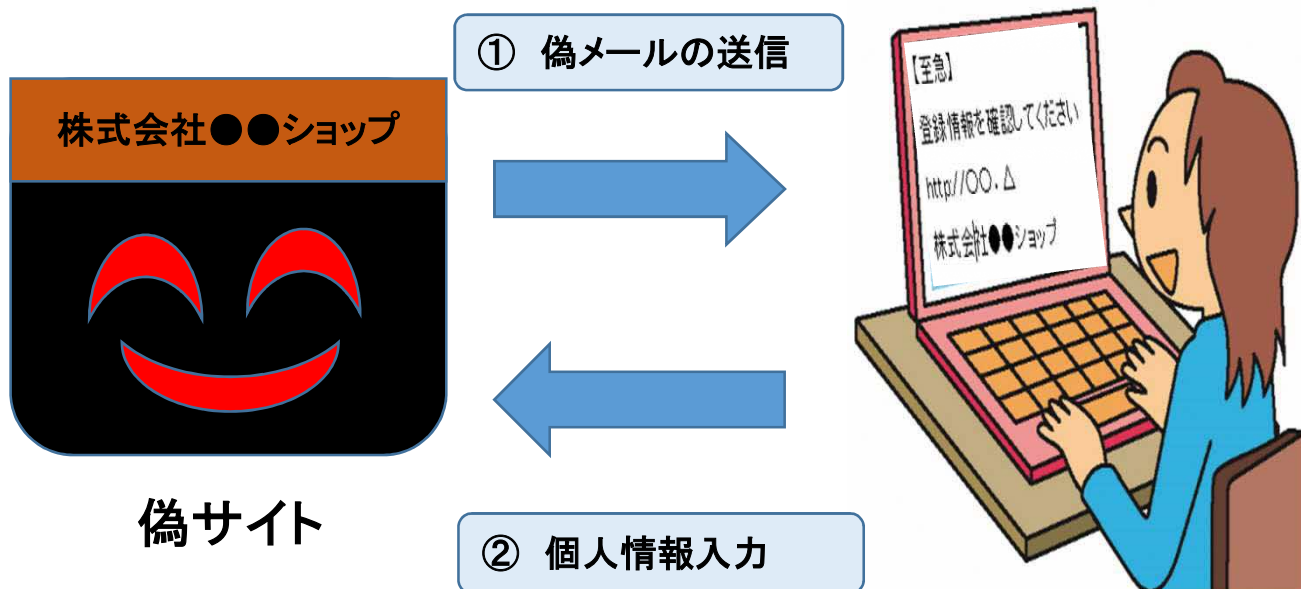 ① 偽メールの送信
株式会社●●ショップ
【至急】
登録情報を確認してください
http://○○.△
株式会社●●ショップ
偽サイト
② 個人情報入力